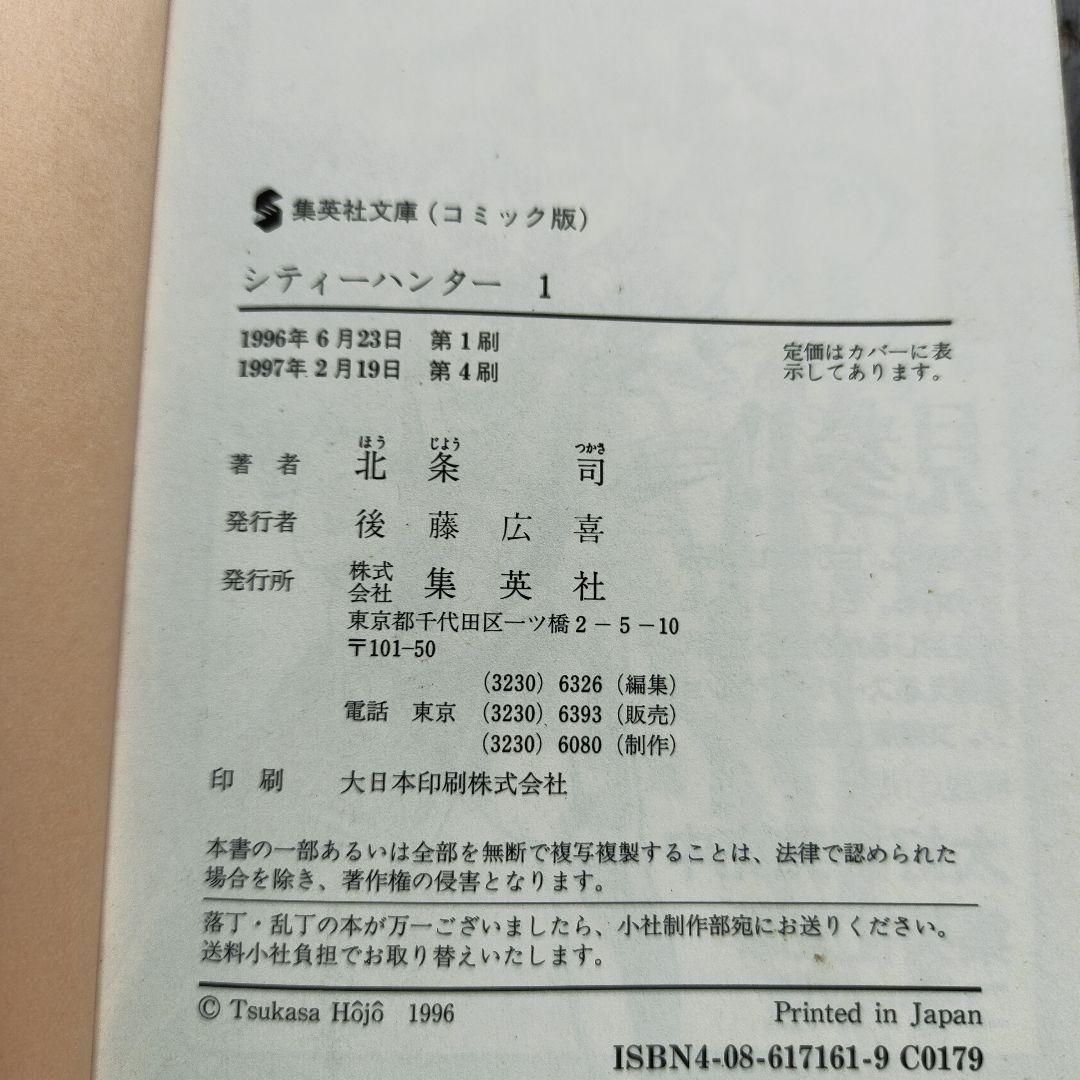 集英社文庫(コミック版)
シティーハンター 1
1996年6月23日 第1刷
1997年2月19日 第4刷
定価はカバーに表
示してあります。
ほう じょう つかさ
著者 北条 司
発行者 後藤広喜
発行所 株式会社 集英社
東京都千代田区一ツ橋2-5-10
〒101-50
(3230) 6326 (編集)
電話 東京 (3230) 6393 (販売)
(3230) 6080 (制作)
印刷 大日本印刷株式会社
本書の一部あるいは全部を無断で複写複製することは、法律で認められた
場合を除き、著作権の侵害となります。
落丁・乱丁の本が万一ございましたら、小社制作部宛にお送りください。
送料小社負担でお取り替えいたします。
© Tsukasa Hôjô 1996
Printed in Japan
ISBN4-08-617161-9 C0179